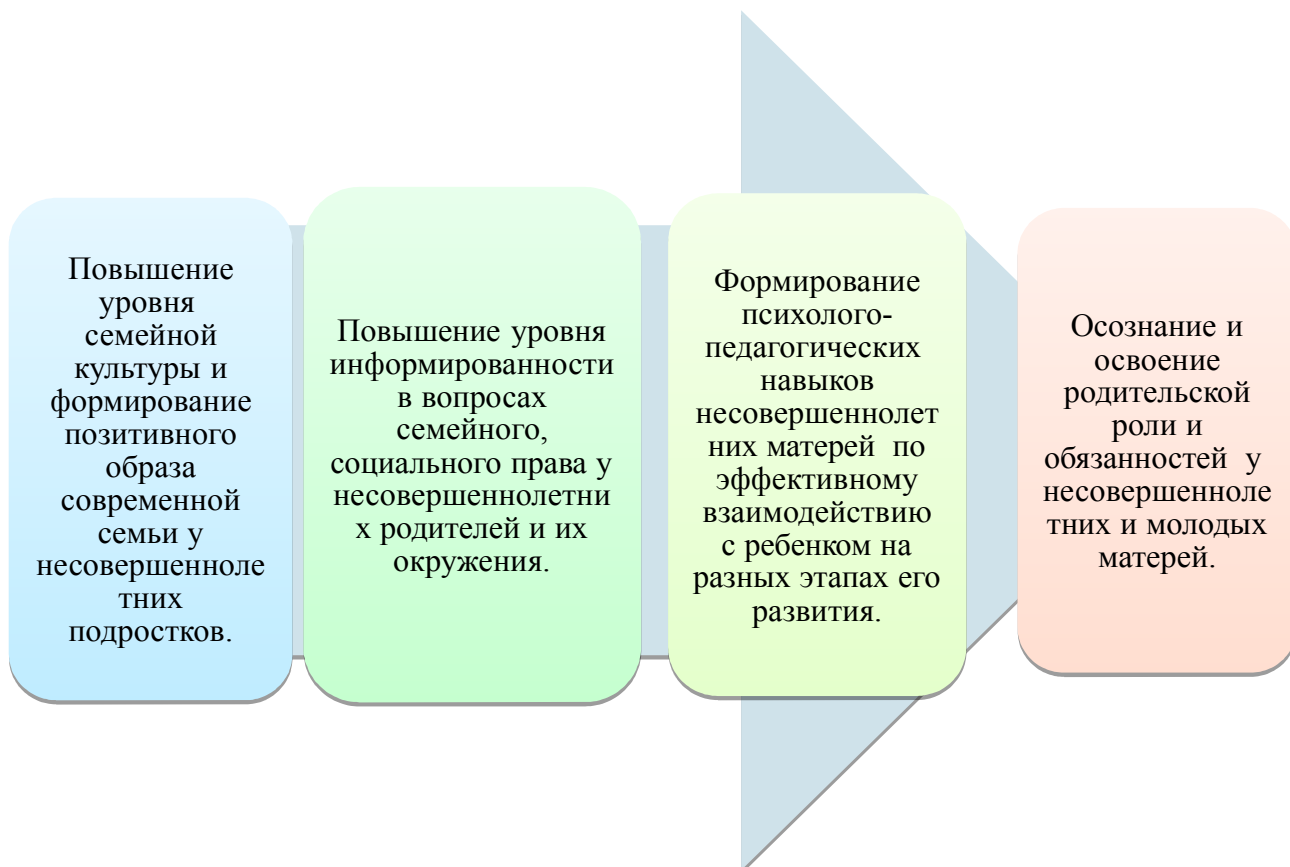 Повышение
уровня
семейной
культуры и
формирование
позитивного
образа
современной
семьи у
несовершенноле
тних
подростков.
Повышение уровня
информированности
в вопросах
семейного,
социального права у
несовершеннолетни
х родителей и их
окружения.
Формирование
психолого-
педагогических
навыков
несовершеннолет
них матерей по
эффективному
взаимодействию
с ребенком на
разных этапах его
развития.
Осознание и
освоение
родительской
роли и
обязанностей у
несовершенноле
тних и молодых
матерей.